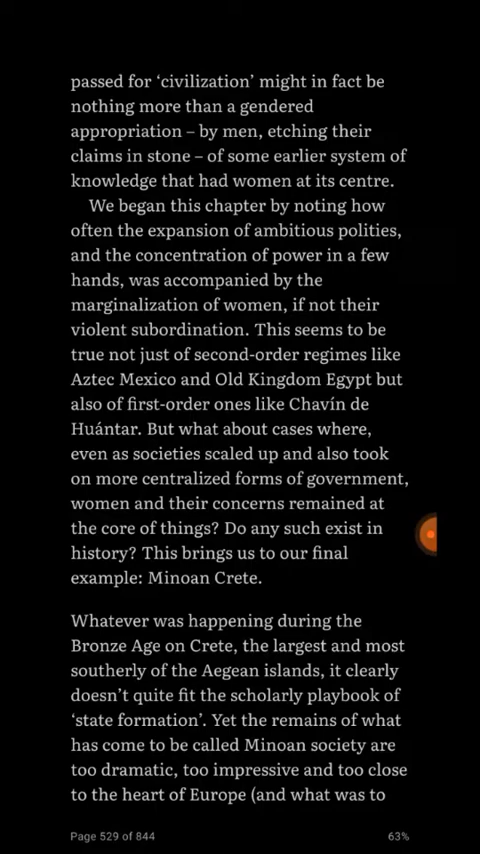 passed for ‘civilization’ might in fact be
nothing more than a gendered
appropriation – by men, etching their
claims in stone – of some earlier system of
knowledge that had women at its centre.
We began this chapter by noting how
often the expansion of ambitious polities,
and the concentration of power in a few
hands, was accompanied by the
marginalization of women, if not their
violent subordination. This seems to be
true not just of second-order regimes like
Aztec Mexico and Old Kingdom Egypt but
also of first-order ones like Chavín de
Huántar. But what about cases where,
even as societies scaled up and also took
on more centralized forms of government,
women and their concerns remained at
the core of things? Do any such exist in
history? This brings us to our final
example: Minoan Crete.
Whatever was happening during the
Bronze Age on Crete, the largest and most
southerly of the Aegean islands, it clearly
doesn’t quite fit the scholarly playbook of
‘state formation’. Yet the remains of what
has come to be called Minoan society are
too dramatic, too impressive and too close
to the heart of Europe (and what was to
Page 529 of 844
63%